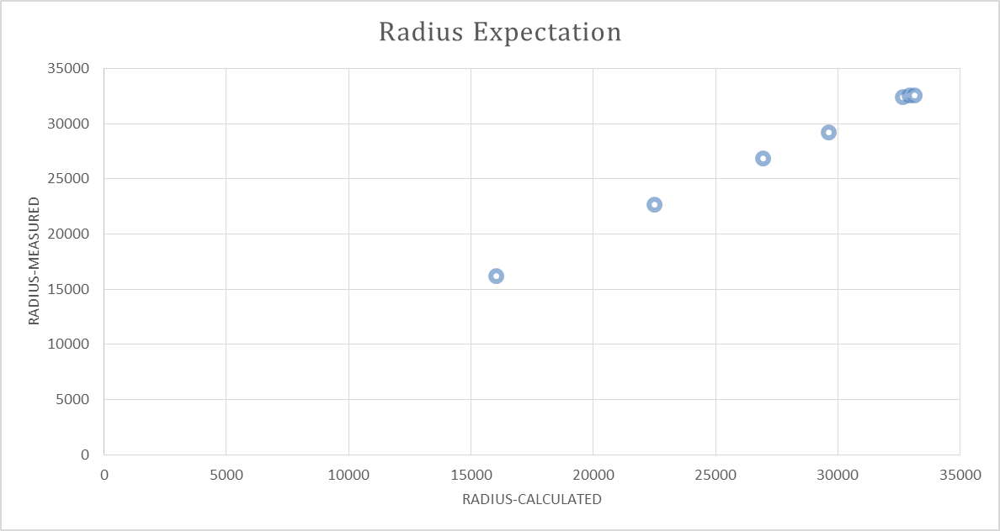 Radius Expectation
35000
30000
25000
20000
15000
10000
5000
0
RADIUS-MEASURED
0 5000 10000 15000 20000 25000 30000 35000
RADIUS-CALCULATED